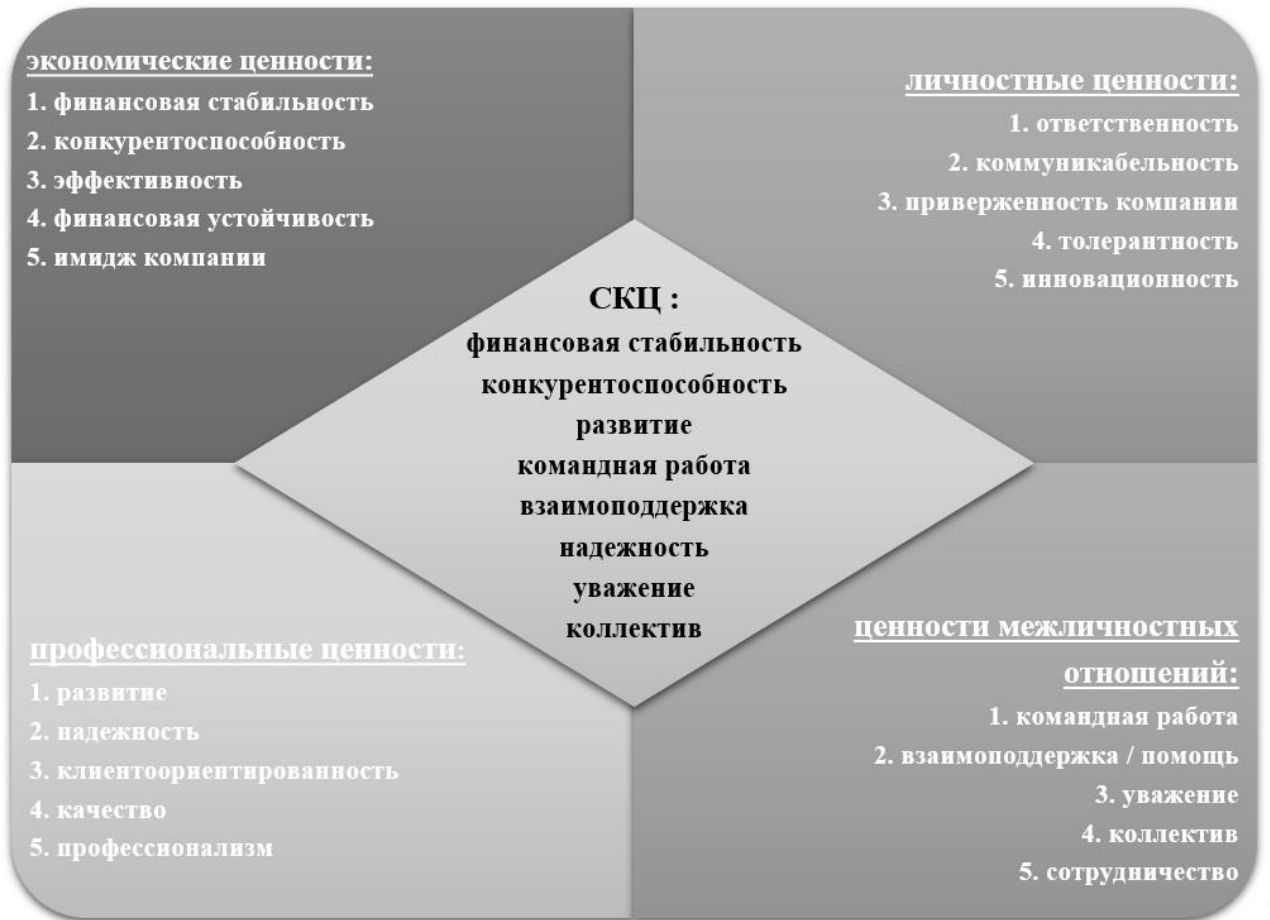 экономические ценности:
1. финансовая стабильность
2. конкурентоспособность
3. эффективность
4. финансовая устойчивость
5. имидж компании
личностные ценности:
1. ответственность
2. коммуникабельность
3. приверженность компании
4. толерантность
5. инновационность
СКЦ :
финансовая стабильность
конкурентоспособность
развитие
командная работа
взаимоподдержка
надежность
уважение
коллектив
профессиональные ценности:
1. развитие
2. надежность
3. клиентоориентированность
4. качество
5. профессионализм
ценности межличностных
отношений:
1. командная работа
2. взаимоподдержка / помощь
3. уважение
4. коллектив
5. сотрудничество